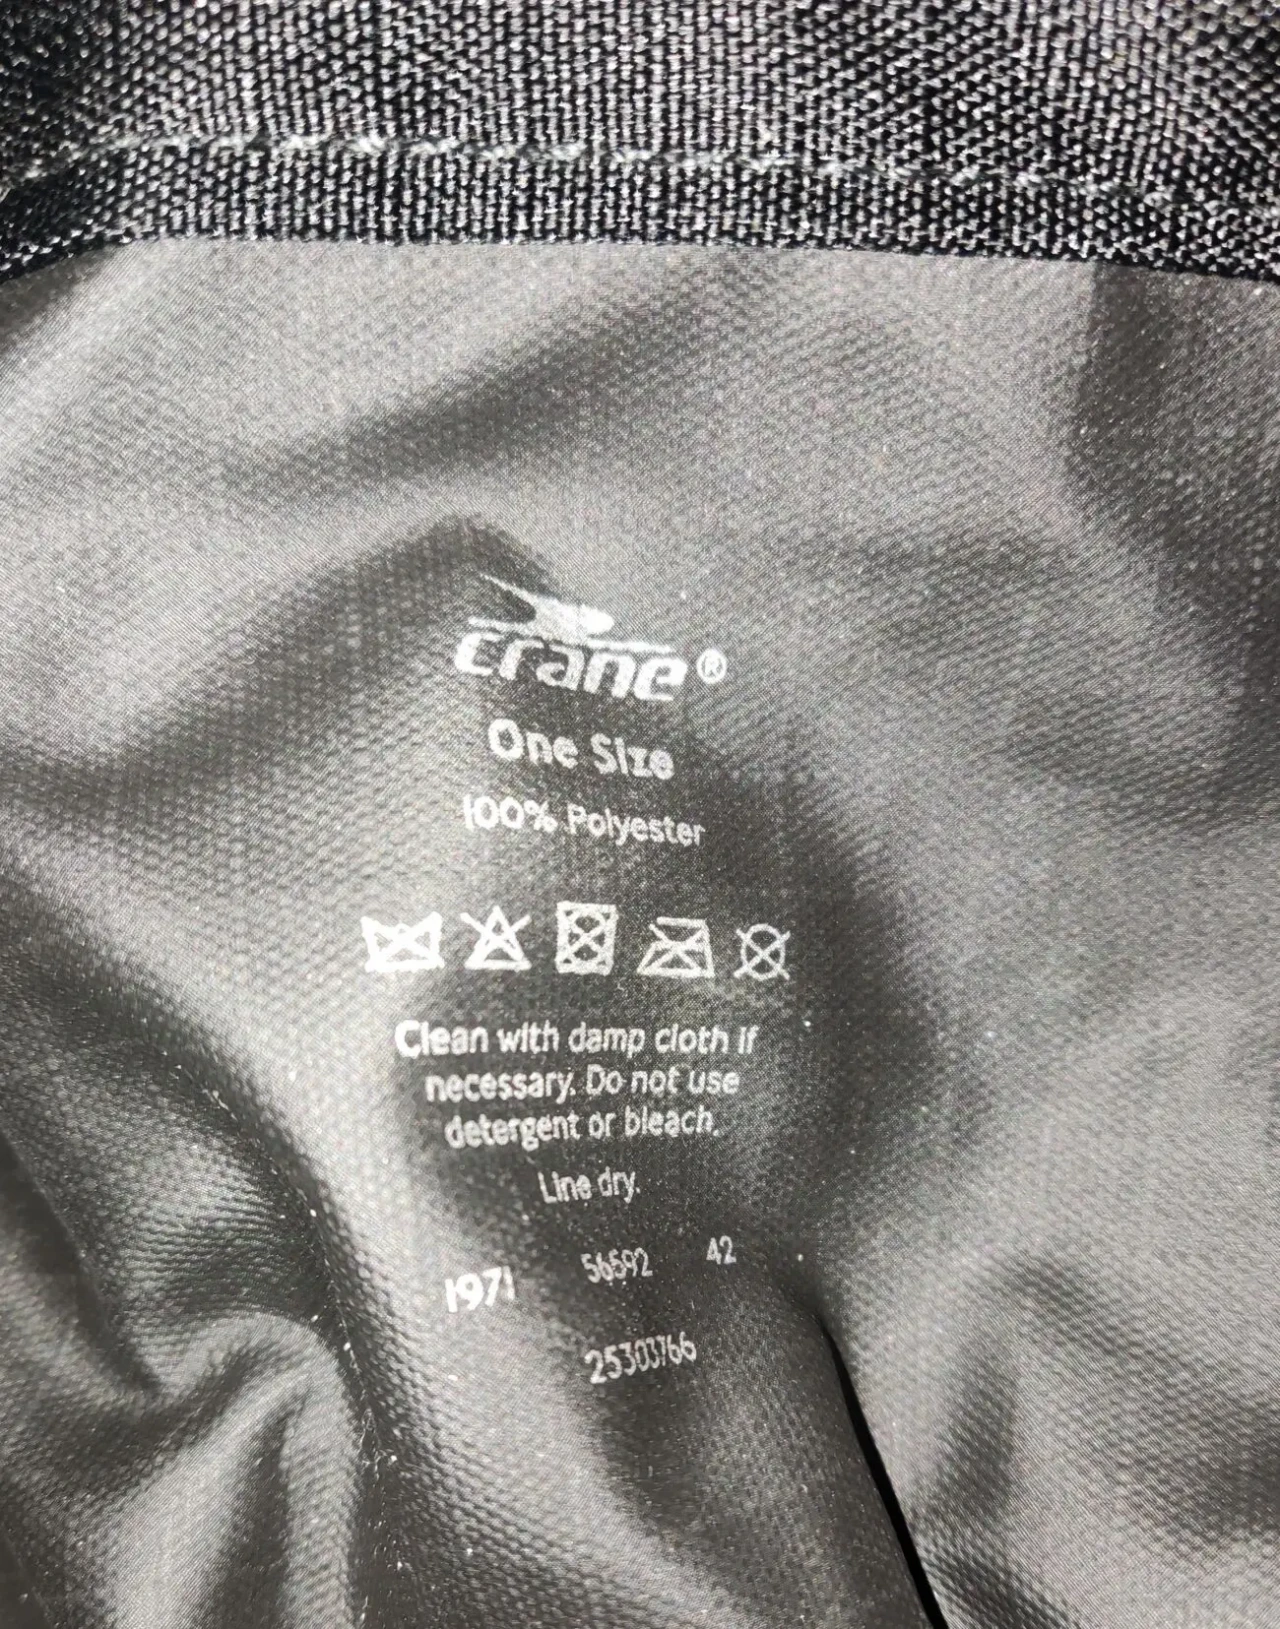 crane®
One Size
100% Polyester
Clean with damp cloth if
necessary. Do not use
detergent or bleach.
Line dry.
1971 56592 42
25303766